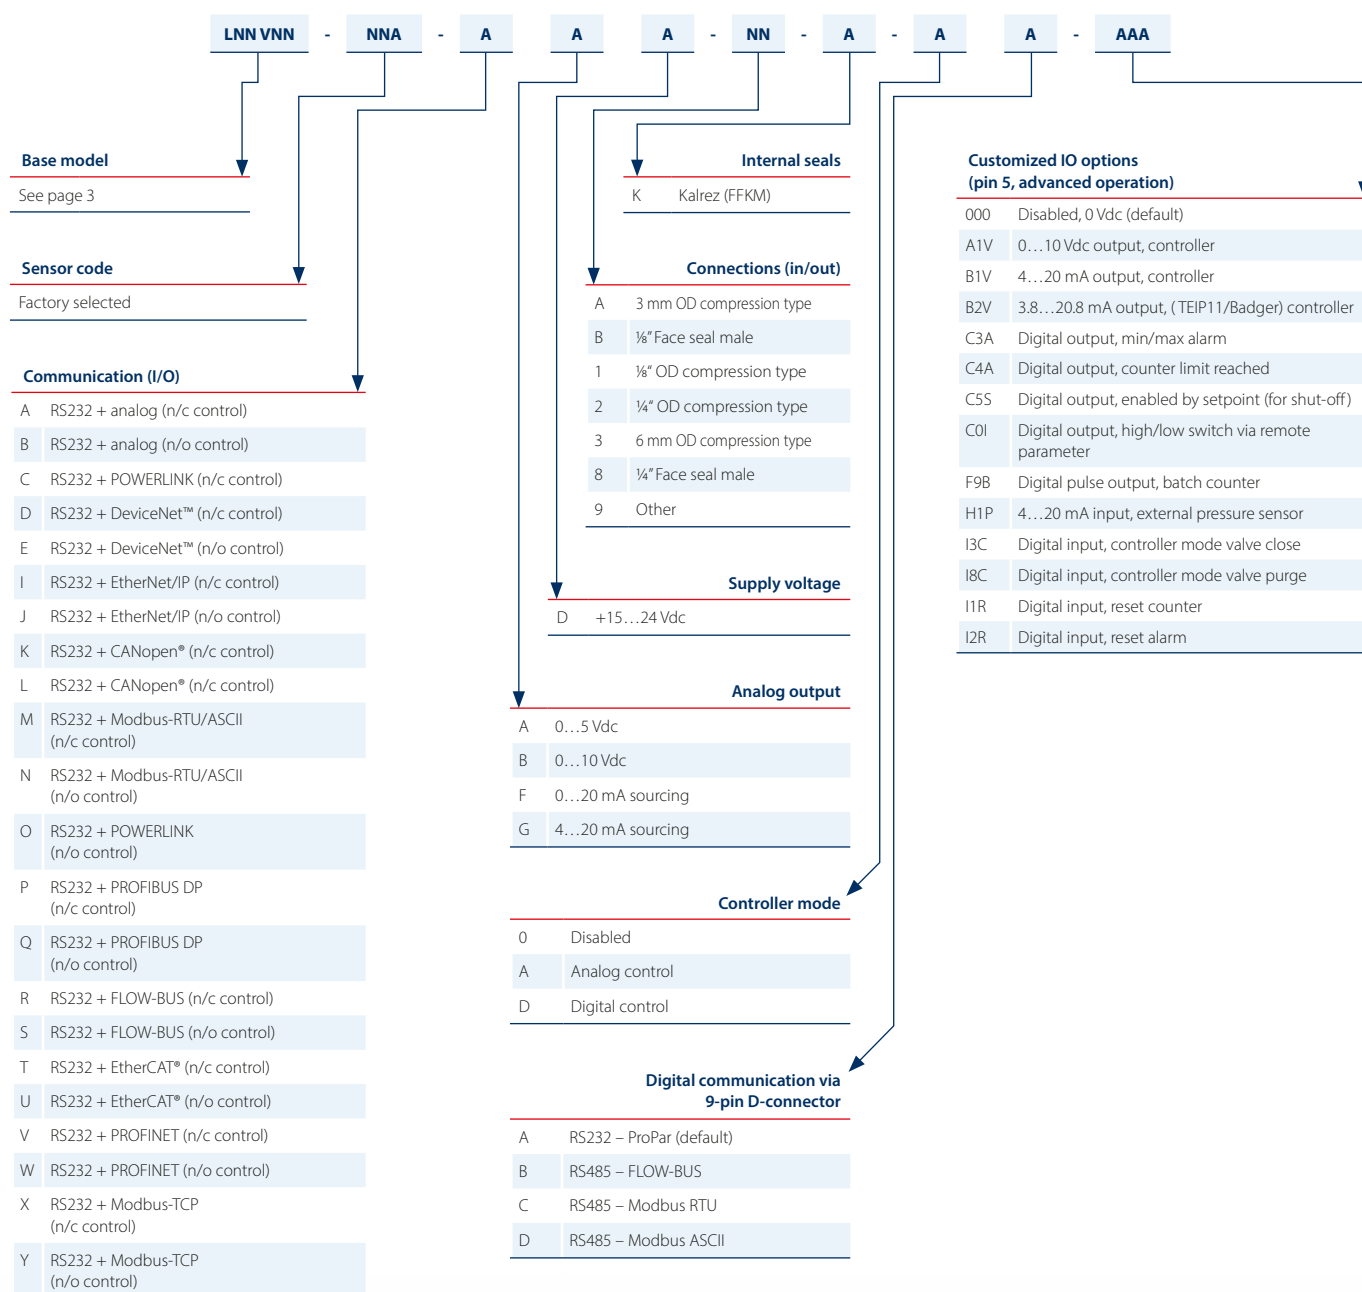 LNN VNN - NNA - A A A - NN - A - A A - AAA
Base model
See page 3
Sensor code
Factory selected
Communication (I/O)
A RS232 + analog (n/c control)
B RS232 + analog (n/o control)
C RS232 + POWERLINK (n/c control)
D RS232 + DeviceNet™ (n/c control)
E RS232 + DeviceNet™ (n/o control)
I RS232 + EtherNet/IP (n/c control)
J RS232 + EtherNet/IP (n/o control)
K RS232 + CANopen® (n/c control)
L RS232 + CANopen® (n/c control)
M RS232 + Modbus-RTU/ASCII
(n/c control)
N RS232 + Modbus-RTU/ASCII
(n/o control)
O RS232 + POWERLINK
(n/o control)
P RS232 + PROFIBUS DP
(n/c control)
Q RS232 + PROFIBUS DP
(n/o control)
R RS232 + FLOW-BUS (n/c control)
S RS232 + FLOW-BUS (n/o control)
T RS232 + EtherCAT® (n/c control)
U RS232 + EtherCAT® (n/o control)
V RS232 + PROFINET (n/c control)
W RS232 + PROFINET (n/o control)
X RS232 + Modbus-TCP
(n/c control)
Y RS232 + Modbus-TCP
(n/o control)
Internal seals
K Kalrez (FFKM)
Connections (in/out)
A 3 mm OD compression type
B ⅛” Face seal male
1 ⅛“ OD compression type
2 ¼“ OD compression type
3 6 mm OD compression type
8 ¼” Face seal male
9 Other
Supply voltage
D +15…24 Vdc
Analog output
A 0…5 Vdc
B 0…10 Vdc
F 0…20 mA sourcing
G 4…20 mA sourcing
Controller mode
0 Disabled
A Analog control
D Digital control
Digital communication via
9-pin D-connector
A RS232 – ProPar (default)
B RS485 – FLOW-BUS
C RS485 – Modbus RTU
D RS485 – Modbus ASCII
Customized IO options
(pin 5, advanced operation)
000 Disabled, 0 Vdc (default)
A1V 0…10 Vdc output, controller
B1V 4…20 mA output, controller
B2V 3.8…20.8 mA output, ( TEIP11/Badger) controller
C3A Digital output, min/max alarm
C4A Digital output, counter limit reached
C5S Digital output, enabled by setpoint (for shut-off)
C0I Digital output, high/low switch via remote
parameter
F9B Digital pulse output, batch counter
H1P 4…20 mA input, external pressure sensor
I3C Digital input, controller mode valve close
I8C Digital input, controller mode valve purge
I1R Digital input, reset counter
I2R Digital input, reset alarm